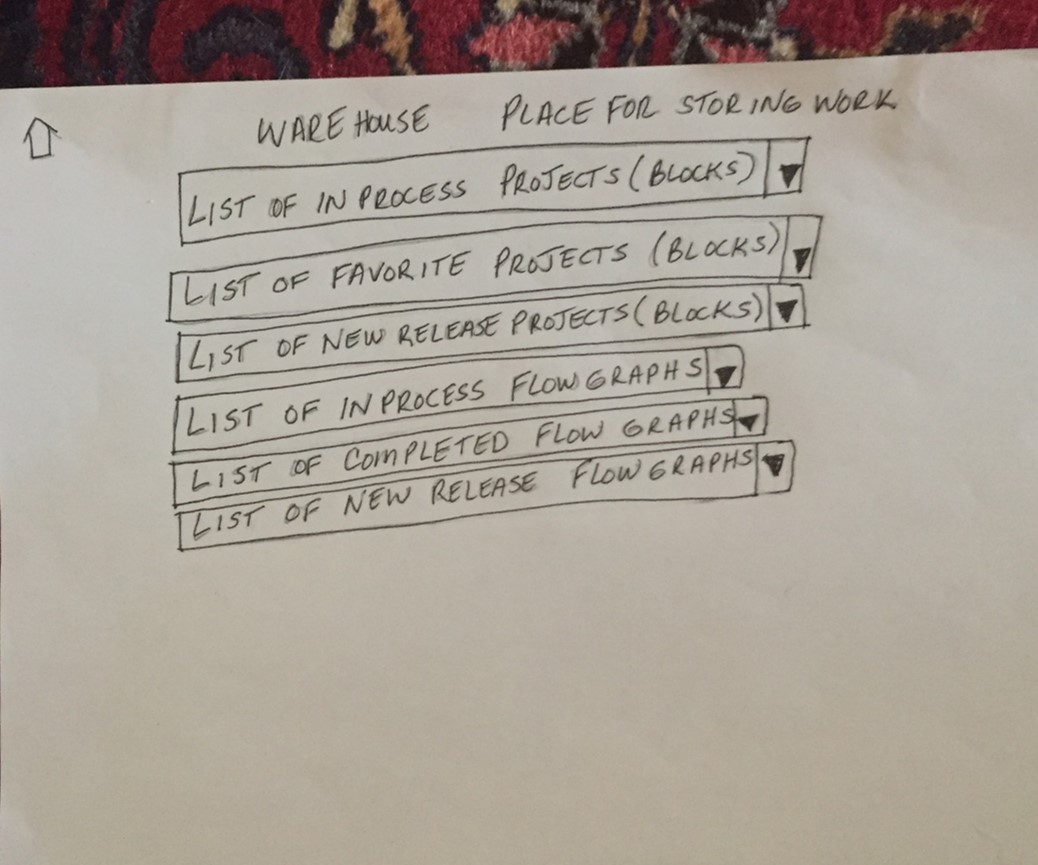 WAREHOUSE PLACE FOR STORING WORK
LIST OF IN PROCESS PROJECTS (BLOCKS)
LIST OF FAVORITE PROJECTS (BLOCKS)
LIST OF NEW RELEASE PROJECTS (BLOCKS)
LIST OF IN PROCESS FLOW GRAPHS
LIST OF COMPLETED FLOW GRAPHS
LIST OF NEW RELEASE FLOW GRAPHS